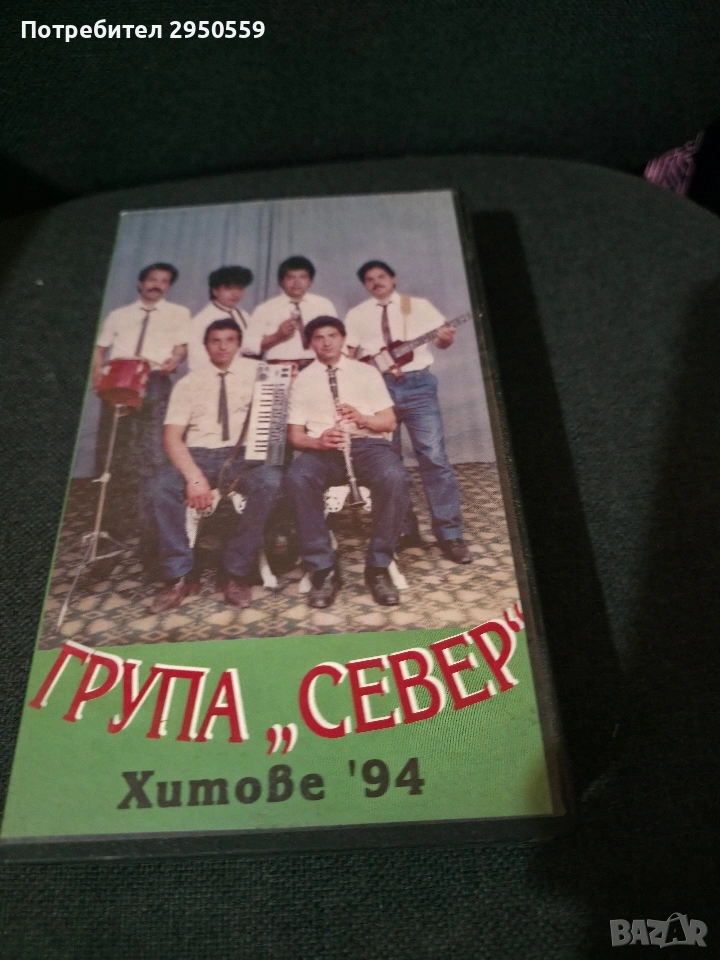 Потребител 2950559
ГРУПА „СЕВЕР“
Хитове '94
BAZAR